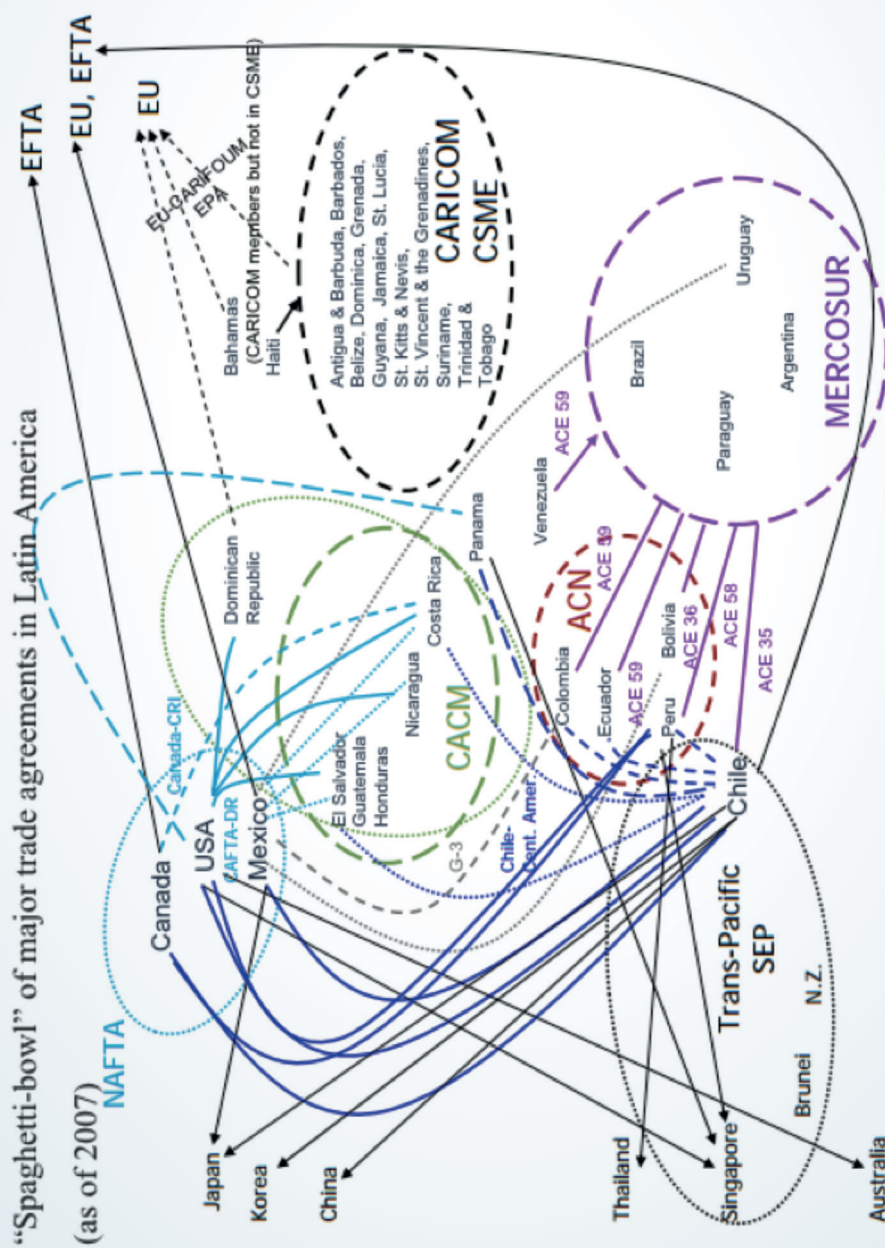 “Spaghetti-bowl” of major trade agreements in Latin America
(as of 2007)
NAFTA
Canada
USA
CAFTA-DR
Mexico
Canada-CRI
EFTA
EU, EFTA
EU
EU-CARIFOUM
EPA
Bahamas
(CARICOM members but not in CSME)
Haiti
Antigua & Barbuda, Barbados,
Belize, Dominica, Grenada,
Guyana, Jamaica, St. Lucia,
St. Kitts & Nevis,
St. Vincent & the Grenadines,
Suriname,
Trinidad &
Tobago
CARICOM
CSME
Dominican
Republic
Japan
Korea
China
El Salvador
Guatemala
Honduras
Nicaragua
Costa Rica
CACM
Panama
G-3
Chile-
Cent. Amer
Venezuela
ACE 59
ACN
ACE 59
Colombia
Ecuador
ACE 59
Bolivia
Peru
ACE 36
ACE 58
ACE 35
Chile
Brazil
Uruguay
Paraguay
Argentina
MERCOSUR
Trans-Pacific
SEP
Thailand
Singapore
Brunei
N.Z.
Australia